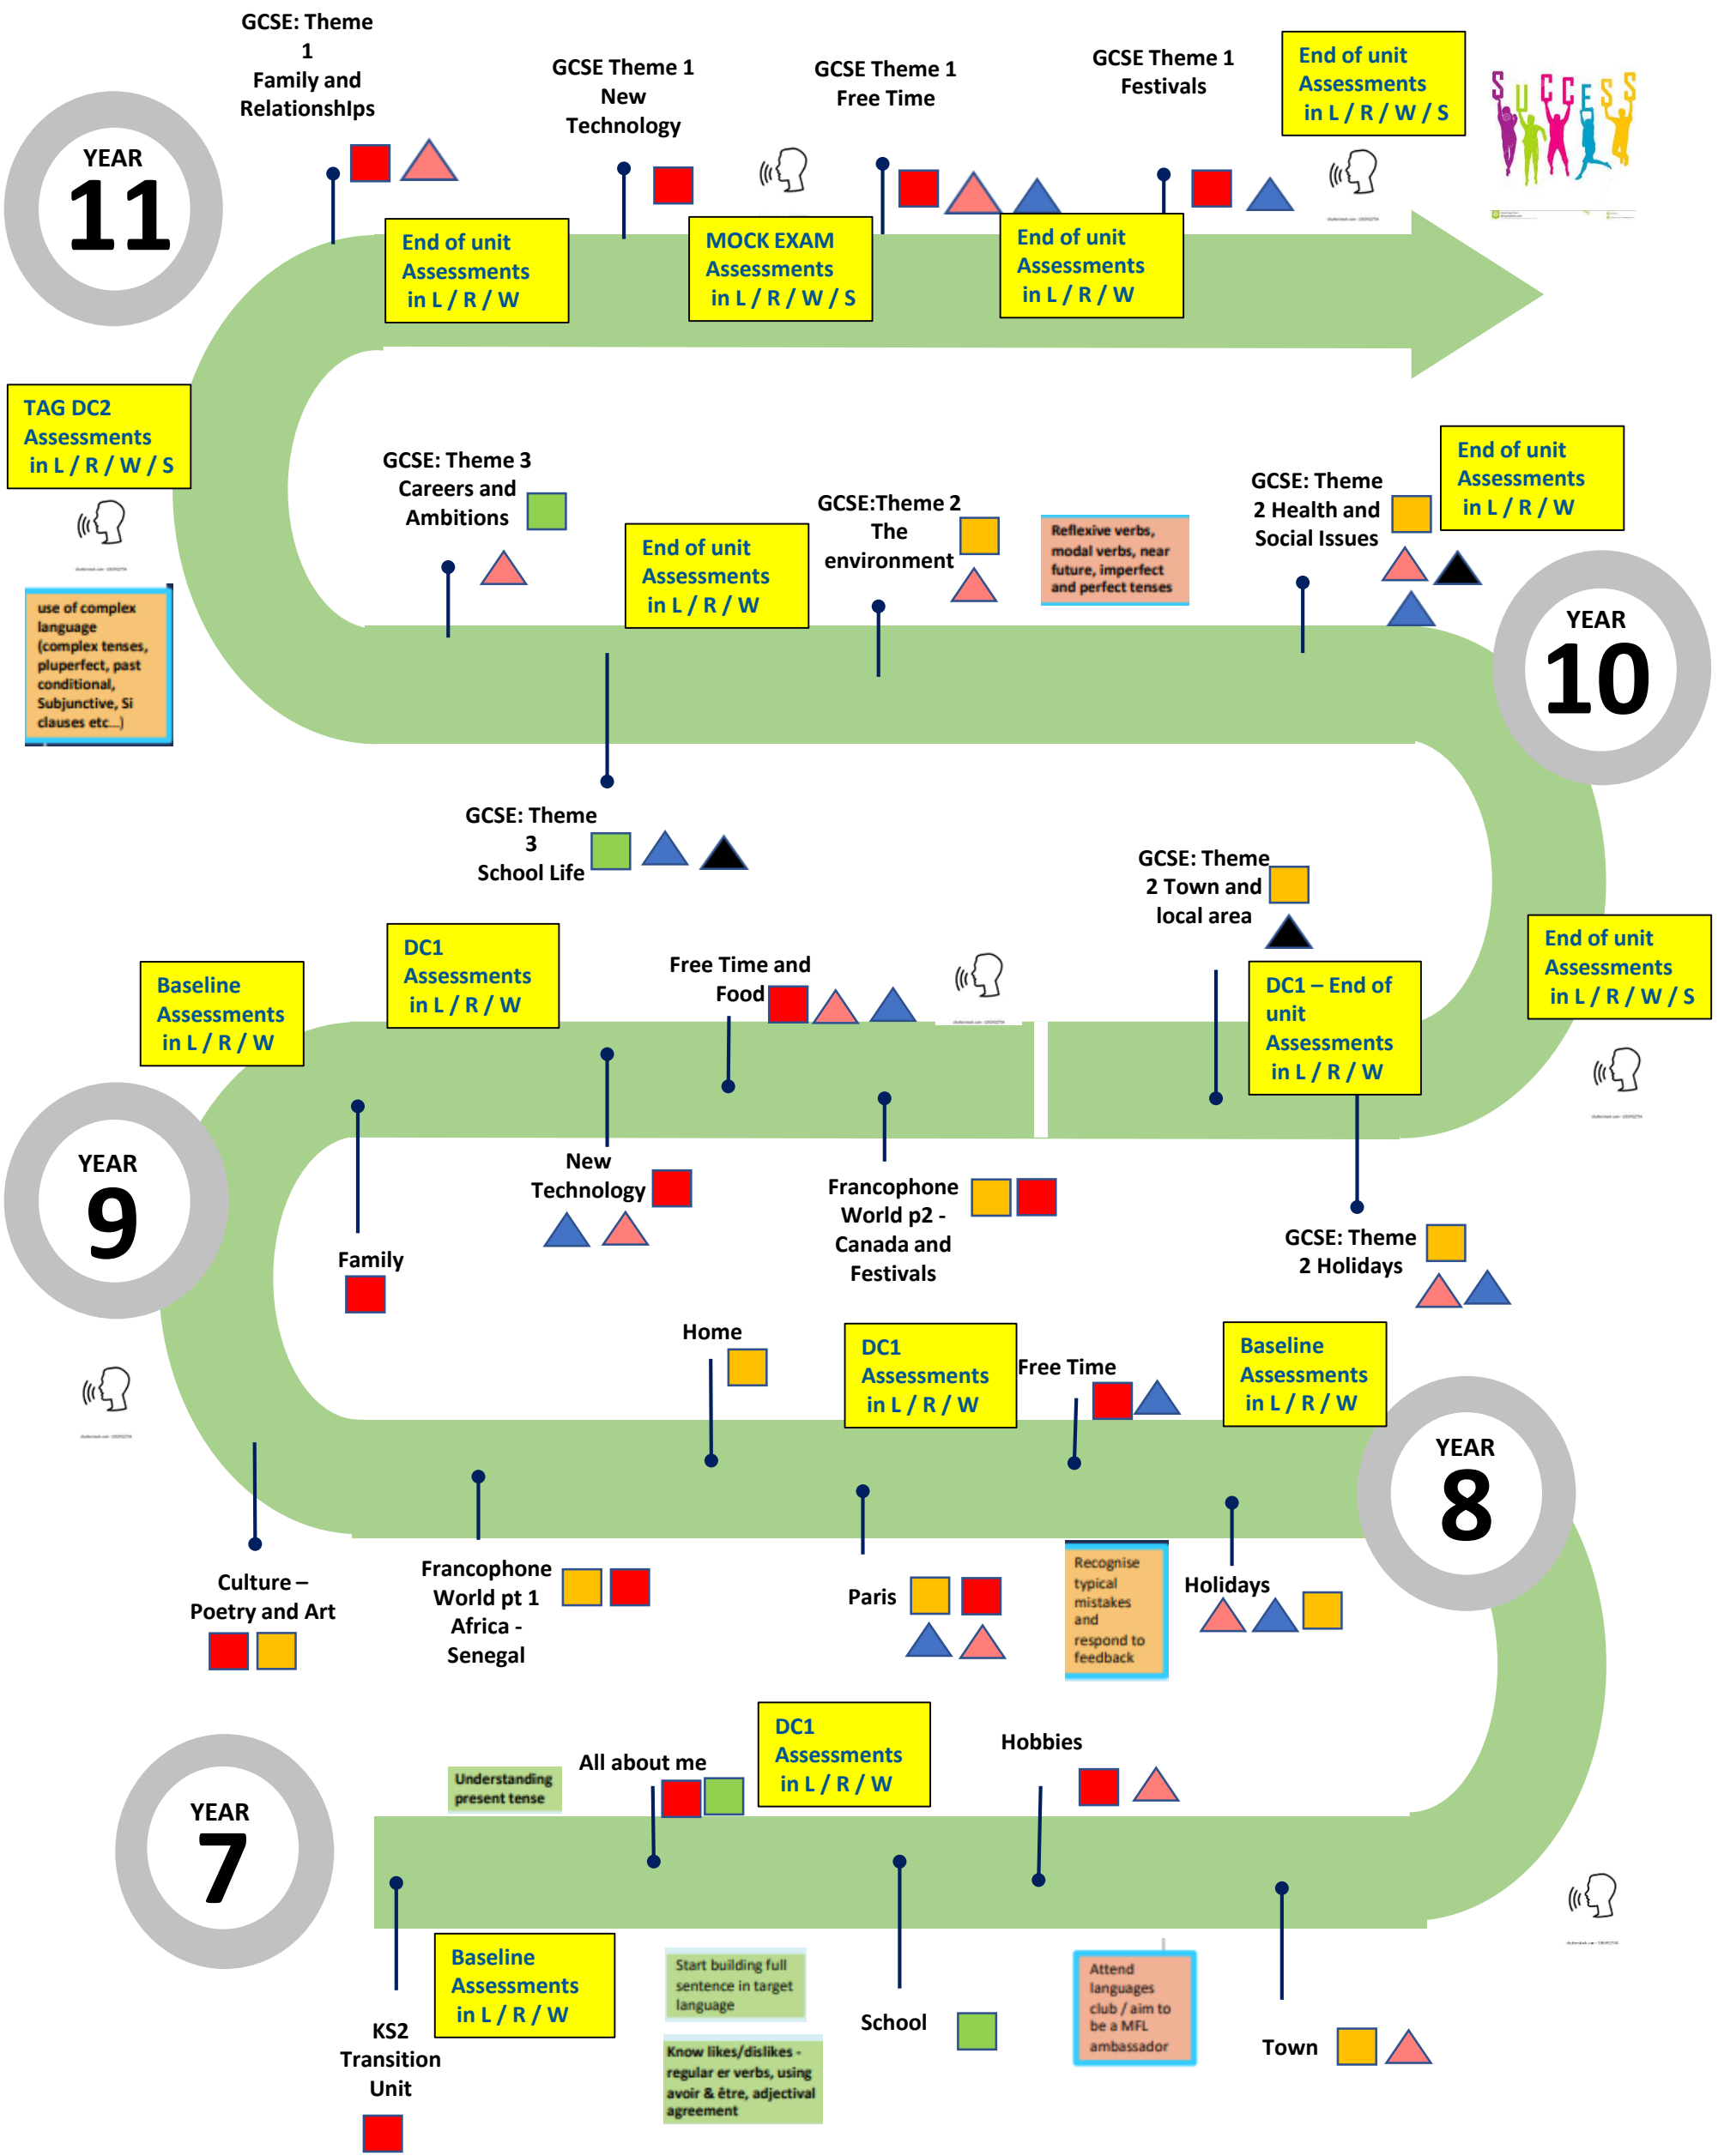 GCSE: Theme
1
Family and
RelationshIps
GCSE Theme 1
New
Technology
GCSE Theme 1
Free Time
GCSE Theme 1
Festivals
End of unit
Assessments
in L / R / W / S
SUCCESS
YEAR
11
End of unit
Assessments
in L / R / W
MOCK EXAM
Assessments
in L / R / W / S
End of unit
Assessments
in L / R / W
TAG DC2
Assessments
in L / R / W / S
use of complex
language
(complex tenses,
pluperfect, past
conditional,
Subjunctive, Si
clauses etc...)
GCSE: Theme 3
Careers and
Ambitions
End of unit
Assessments
in L / R / W
GCSE:Theme 2
The
environment
Reflexive verbs,
modal verbs, near
future, imperfect
and perfect tenses
GCSE: Theme
2 Health and
Social Issues
End of unit
Assessments
in L / R / W
YEAR
10
GCSE: Theme
3
School Life
GCSE: Theme
2 Town and
local area
Baseline
Assessments
in L / R / W
DC1
Assessments
in L / R / W
Free Time and
Food
DC1 – End of
unit
Assessments
in L / R / W
End of unit
Assessments
in L / R / W / S
YEAR
9
Family
New
Technology
Francophone
World p2 -
Canada and
Festivals
GCSE: Theme
2 Holidays
Home
DC1
Assessments
in L / R / W
Free Time
Baseline
Assessments
in L / R / W
YEAR
8
Culture –
Poetry and Art
Francophone
World pt 1
Africa -
Senegal
Paris
Recognise
typical
mistakes
and
respond to
feedback
Holidays
YEAR
7
Understanding
present tense
All about me
DC1
Assessments
in L / R / W
Hobbies
KS2
Transition
Unit
Baseline
Assessments
in L / R / W
Start building full
sentence in target
language
Know likes/dislikes -
regular er verbs, using
avoir & être, adjectival
agreement
School
Attend
languages
club / aim to
be a MFL
ambassador
Town